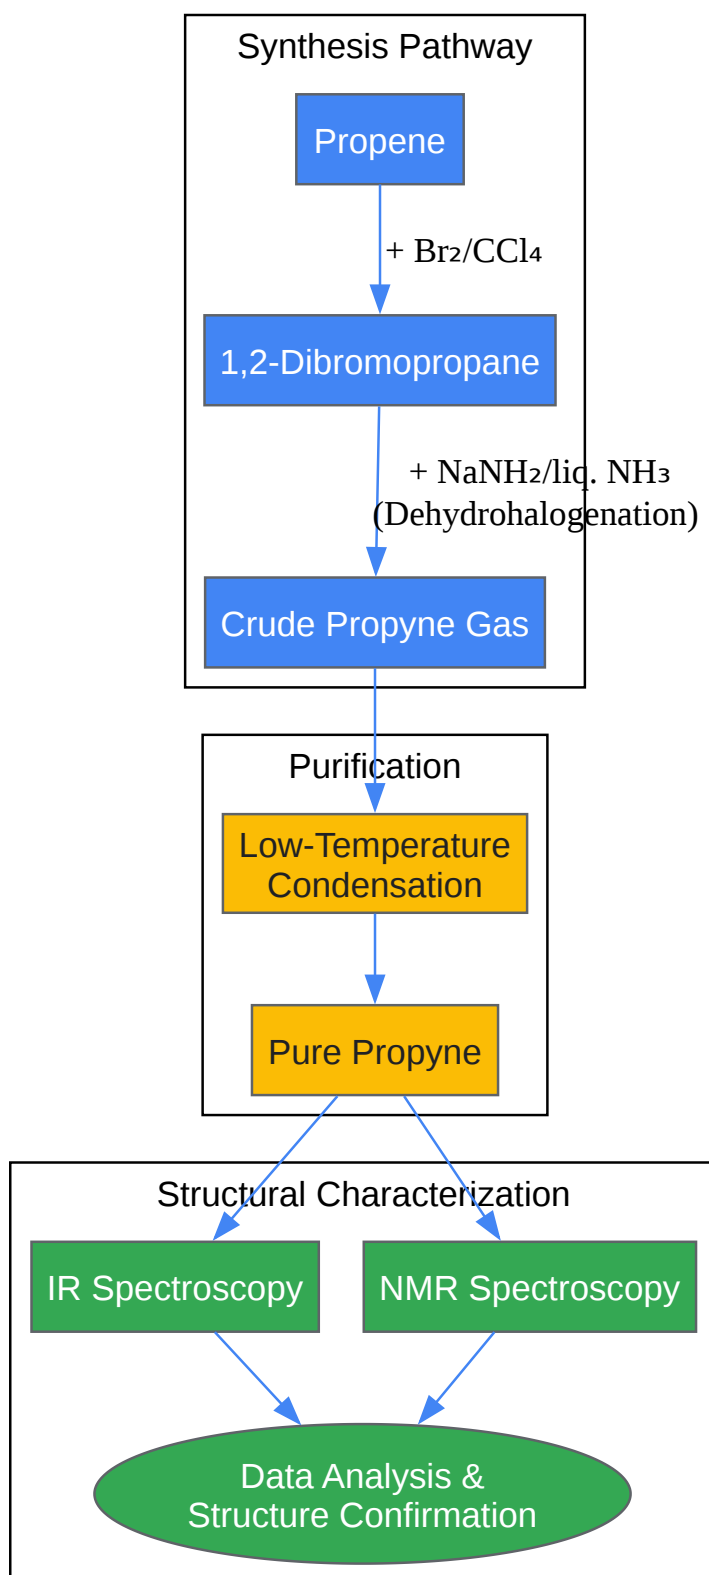 Synthesis Pathway
Propene
+ Br₂/CCl₄
1,2-Dibromopropane
+ NaNH₂/liq. NH₃
(Dehydrohalogenation)
Crude Propyne Gas
Purification
Low-Temperature
Condensation
Pure Propyne
Structural Characterization
IR Spectroscopy
NMR Spectroscopy
Data Analysis &
Structure Confirmation